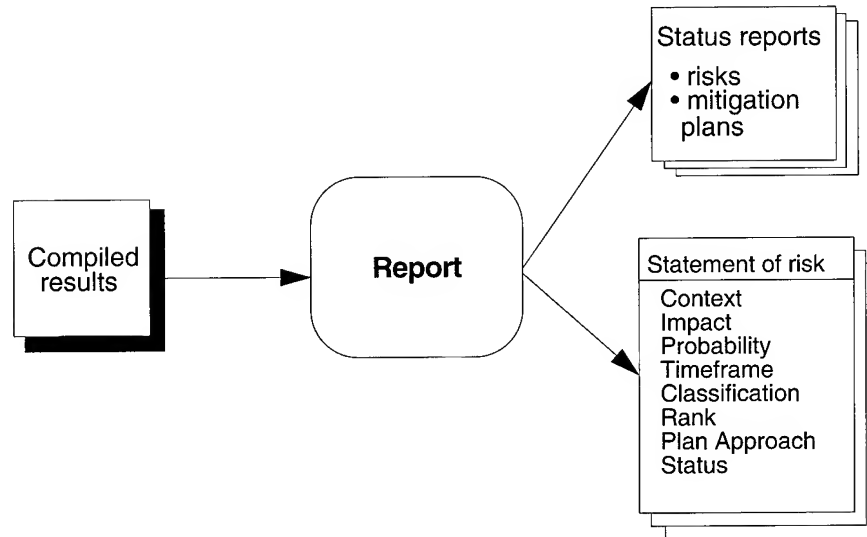 Compiled
results
Report
Status reports
• risks
• mitigation
plans
Statement of risk
Context
Impact
Probability
Timeframe
Classification
Rank
Plan Approach
Status